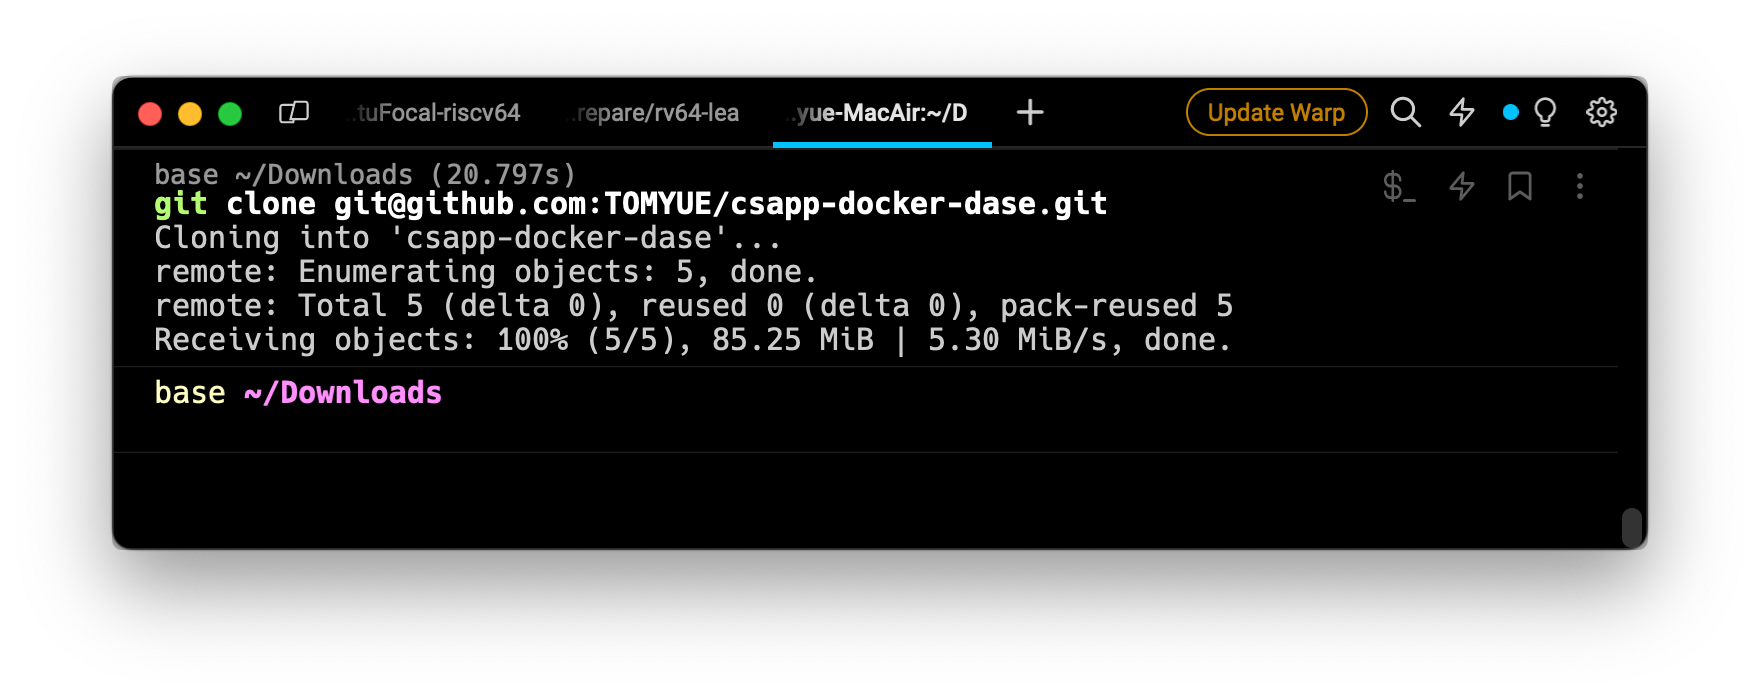 ..tuFocal-riscv64
..repare/rv64-lea
..yue-MacAir:~/D
Update Warp
base ~/Downloads (20.797s)
$_
git clone git@github.com:TOMYUE/csapp-docker-dase.git
Cloning into 'csapp-docker-dase'...
remote: Enumerating objects: 5, done.
remote: Total 5 (delta 0), reused 0 (delta 0), pack-reused 5
Receiving objects: 100% (5/5), 85.25 MiB | 5.30 MiB/s, done.
base ~/Downloads